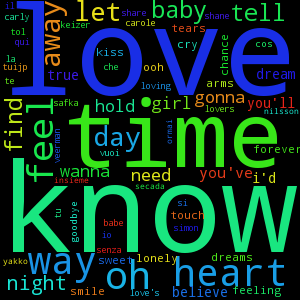 il share shame
carly carole
keizer tears
tol qui
let baby tell
love
away
la kiss cry chance cos
tuijp che ooh
te true loving arms dream
safka hold girl gonna you'll
lovers nilsson
find feel time
day
veerman vuoi ormai forever
wanna need you've i'd
insieme secada
know
tu goodbye si touch
babe simon
io
yakko way senza lonely dreams
sweet oh heart
night smile love's believe feeling